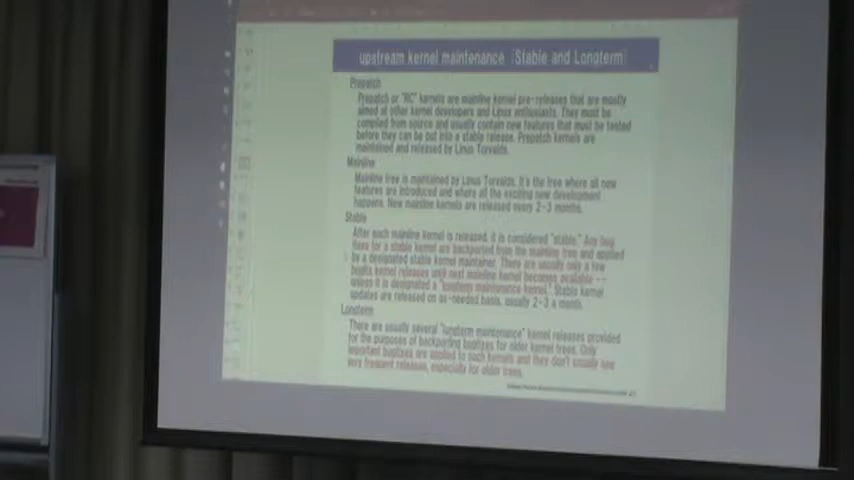 upstream kernel maintenance (Stable and Longterm)
Prepatch
Prepatch or "RC" kernels are mainline kernel pre-releases that are mostly
aimed at other kernel developers and Linux enthusiasts. They must be
compiled from source and usually contain new features that must be tested
before they can be put into a stable release. Prepatch kernels are
maintained and released by Linus Torvalds.
Mainline
Mainline tree is maintained by Linus Torvalds. It's the tree where all new
features are introduced and where all the exciting new development
happens. New mainline kernels are released every 2-3 months.
Stable
After each mainline kernel is released, it is considered "stable." Any bug
fixes for a stable kernel are backported from the mainline tree and applied
by a designated stable kernel maintainer. There are usually only a few
bugfix kernel releases until next mainline kernel becomes available --
unless it is designated a "longterm maintenance kernel." Stable kernel
updates are released on as-needed basis, usually 2-3 a month.
Longterm
There are usually several "longterm maintenance" kernel releases provided
for the purposes of backporting bugfixes for older kernel trees. Only
important bugfixes are applied to such kernels and they don't usually see
very frequent releases, especially for older trees.